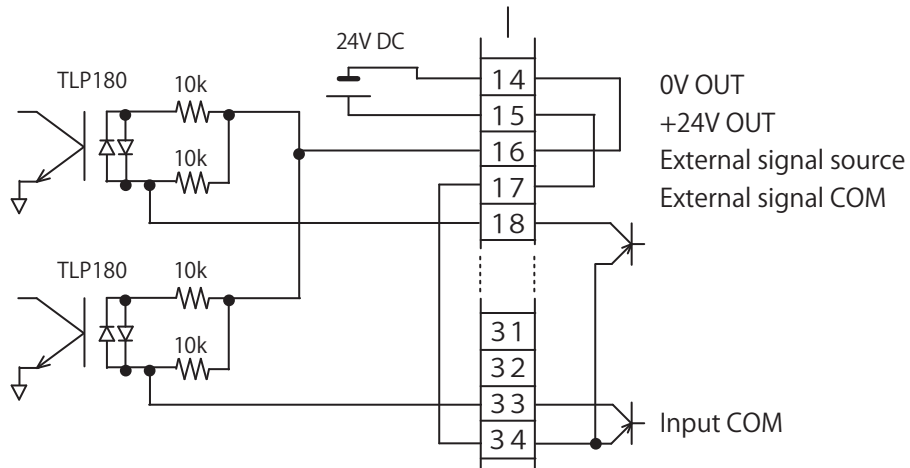 24V DC
TLP180
10k
10k
14
15
16
17
18
0V OUT
+24V OUT
External signal source
External signal COM
TLP180
10k
10k
31
32
33
34
Input COM